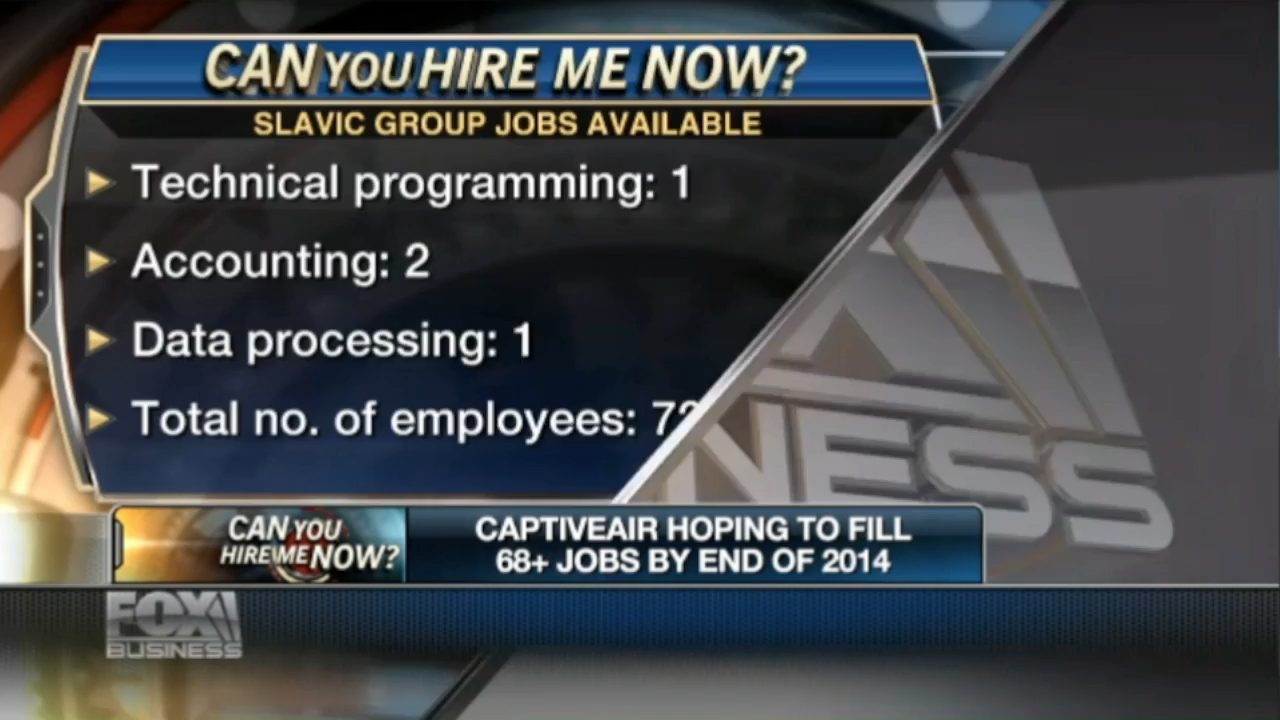 CAN YOU HIRE ME NOW?
SLAVIC GROUP JOBS AVAILABLE
Technical programming: 1
Accounting: 2
Data processing: 1
Total no. of employees:
NESS
CAN YOU
HIRE ME NOW?
CAPTIVEAIR HOPING TO FILL
68+ JOBS BY END OF 2014
FOX
BUSINESS